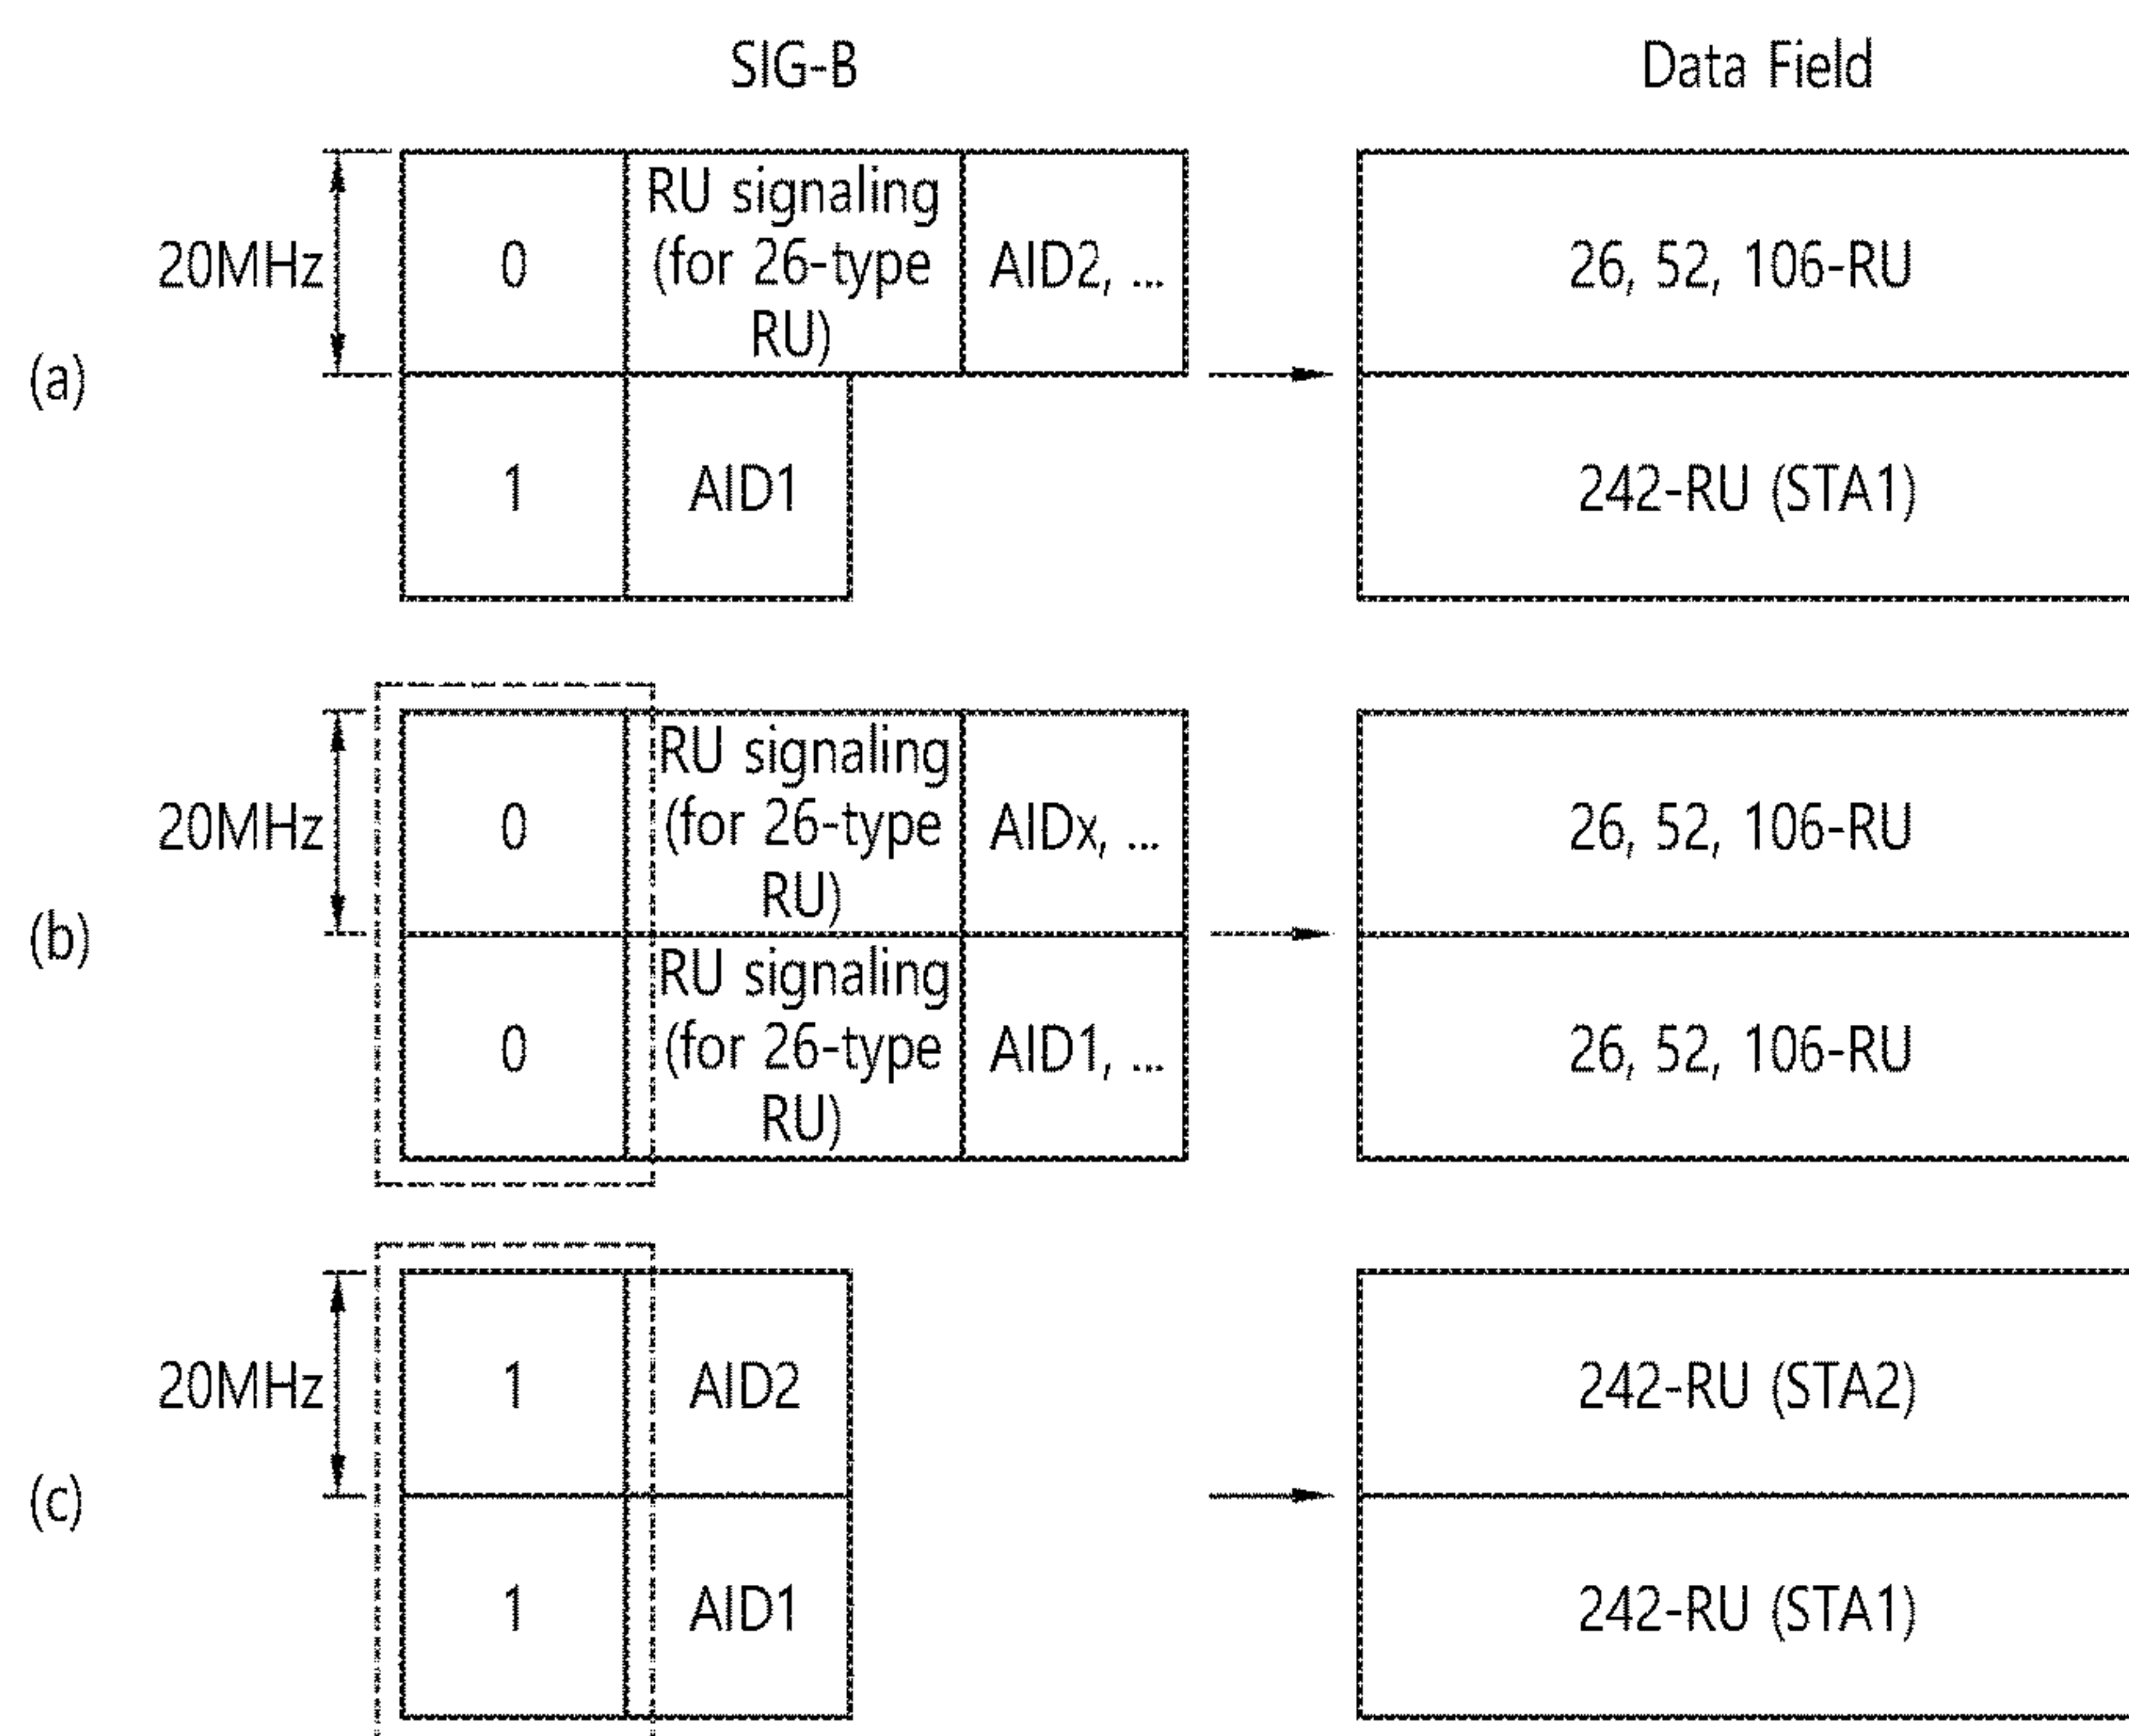 SIG-B
Data Field
(a)
20MHz
0
RU signaling
(for 26-type
RU)
AID2, ...
26, 52, 106-RU
1
AID1
242-RU (STA1)
(b)
20MHz
0
RU signaling
(for 26-type
RU)
AIDx, ...
26, 52, 106-RU
0
RU signaling
(for 26-type
RU)
AID1, ...
26, 52, 106-RU
(c)
20MHz
1
AID2
242-RU (STA2)
1
AID1
242-RU (STA1)